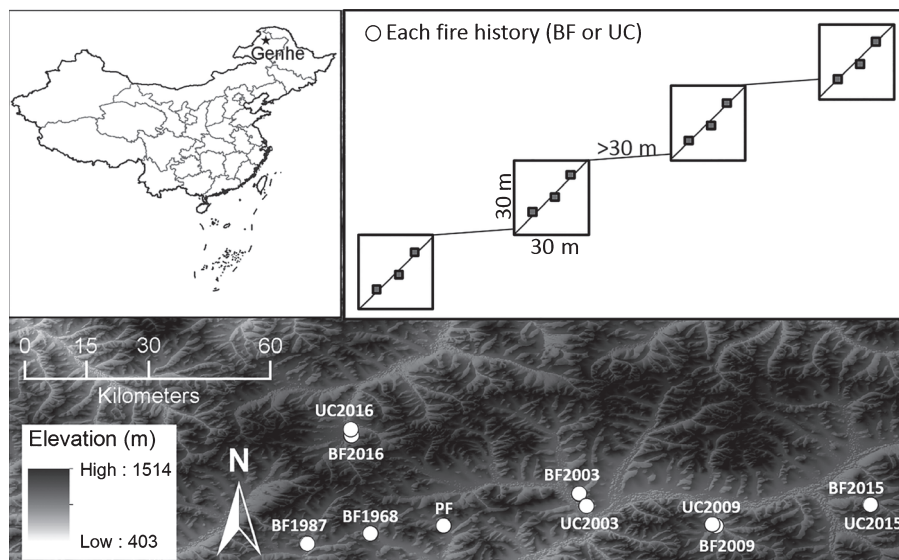 Genhe
Each fire history (BF or UC)
>30 m
30 m
30 m
0 15 30 60
Kilometers
Elevation (m)
High : 1514
Low : 403
N
UC2016
BF2016
BF1987
BF1968
PF
BF2003
UC2003
UC2009
BF2009
BF2015
UC2015